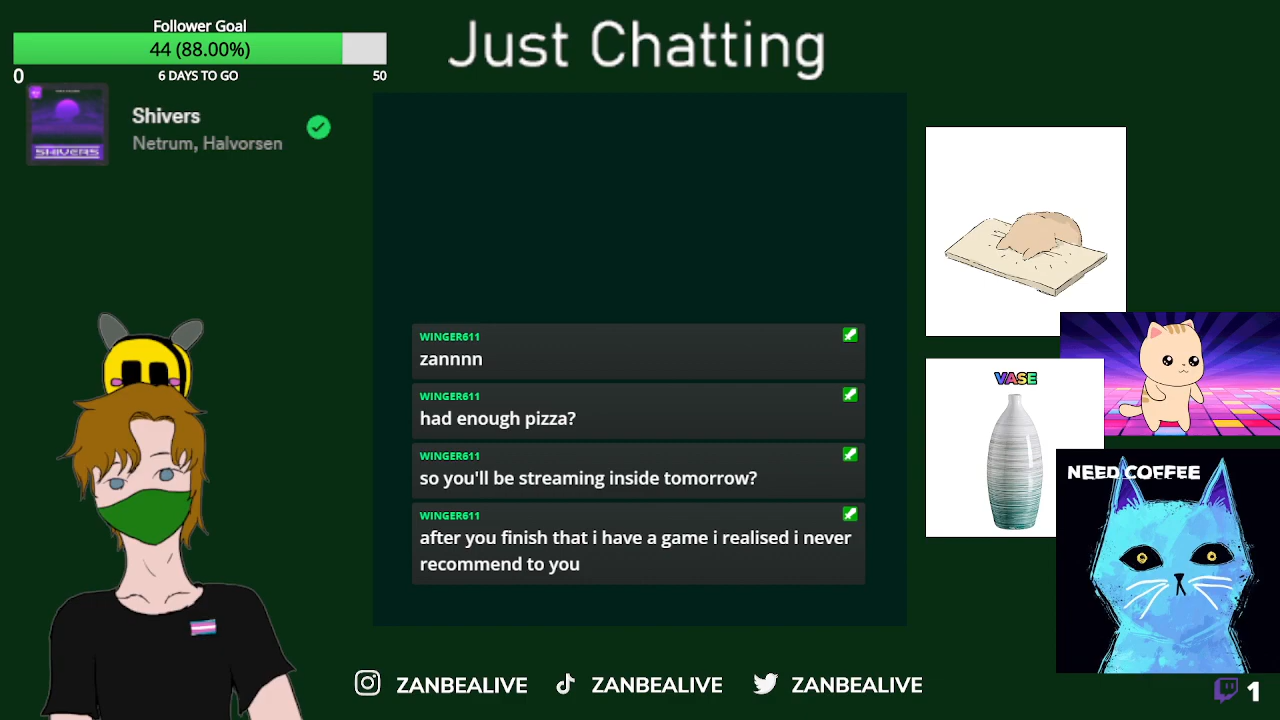 Follower Goal
44 (88.00%)
0
6 DAYS TO GO
50
Just Chatting
SHIVERS
Shivers
Netrum, Halvorsen
WINGER611
zannnn
WINGER611
had enough pizza?
WINGER611
so you'll be streaming inside tomorrow?
WINGER611
after you finish that i have a game i realised i never
recommend to you
VASE
NEED COFFEE
ZANBEALIVE
ZANBEALIVE
ZANBEALIVE
1